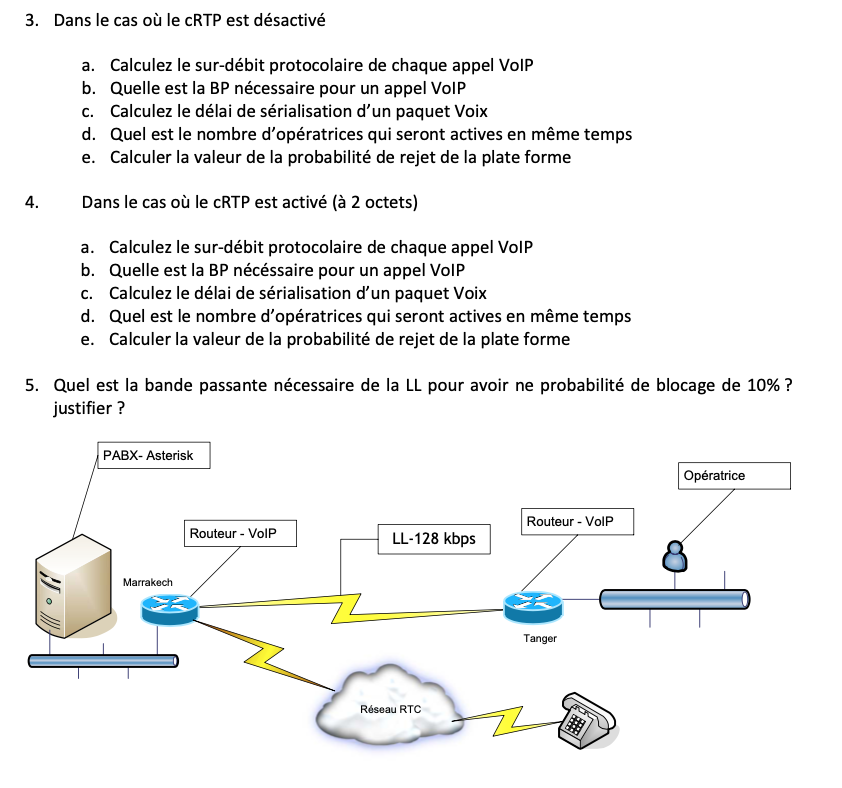 3. Dans le cas où le cRTP est désactivé
a. Calculez le sur-débit protocolaire de chaque appel VoIP
b. Quelle est la BP nécessaire pour un appel VoIP
c. Calculez le délai de sérialisation d'un paquet Voix
d. Quel est le nombre d'opératrices qui seront actives en même temps
e. Calculer la valeur de la probabilité de rejet de la plate forme
4. Dans le cas où le cRTP est activé (à 2 octets)
a. Calculez le sur-débit protocolaire de chaque appel VoIP
b. Quelle est la BP nécéssaire pour un appel VoIP
c. Calculez le délai de sérialisation d'un paquet Voix
d. Quel est le nombre d'opératrices qui seront actives en même temps
e. Calculer la valeur de la probabilité de rejet de la plate forme
5. Quel est la bande passante nécessaire de la LL pour avoir ne probabilité de blocage de 10% ?
justifier ?
PABX- Asterisk
Opératrice
Routeur - VoIP
Routeur - VoIP
LL-128 kbps
Marrakech
Tanger
Réseau RTC